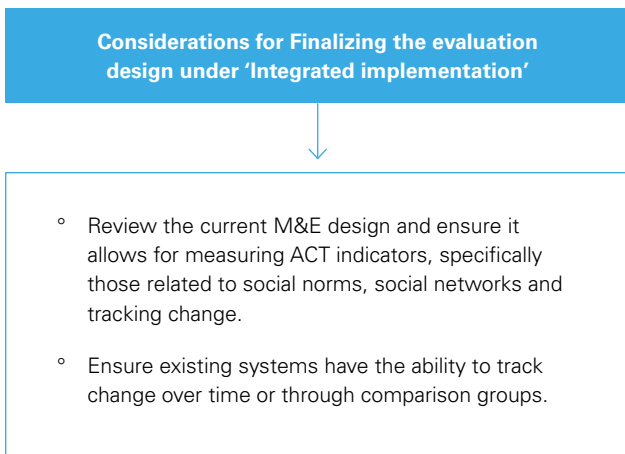 Considerations for Finalizing the evaluation
design under ‘Integrated implementation’
° Review the current M&E design and ensure it
allows for measuring ACT indicators, specifically
those related to social norms, social networks and
tracking change.
° Ensure existing systems have the ability to track
change over time or through comparison groups.